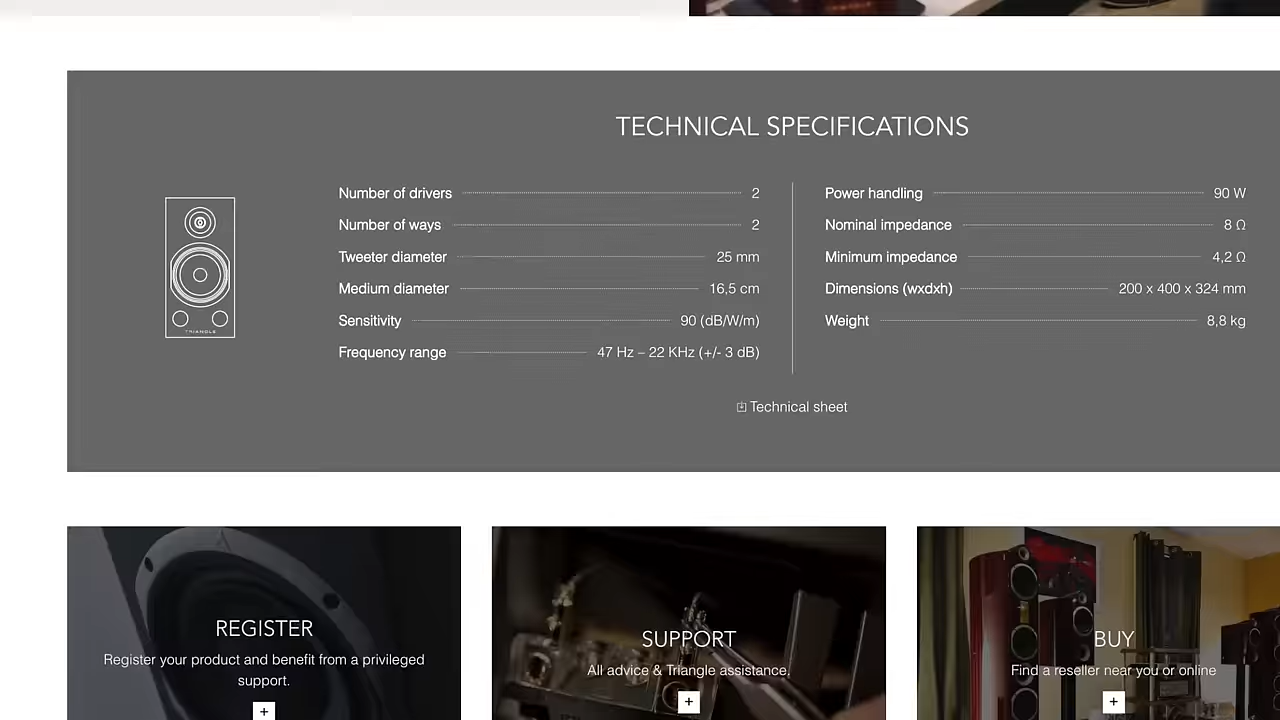 TECHNICAL SPECIFICATIONS
Number of drivers 2
Number of ways 2
Tweeter diameter 25 mm
Medium diameter 16,5 cm
Sensitivity 90 (dB/W/m)
Frequency range 47 Hz – 22 KHz (+/- 3 dB)
Power handling 90 W
Nominal impedance 8 Ω
Minimum impedance 4,2 Ω
Dimensions (wxdxh) 200 x 400 x 324 mm
Weight 8,8 kg
TRIANGLE
Technical sheet
REGISTER
Register your product and benefit from a privileged
support.
+
SUPPORT
All advice & Triangle assistance.
+
BUY
Find a reseller near you or online
+